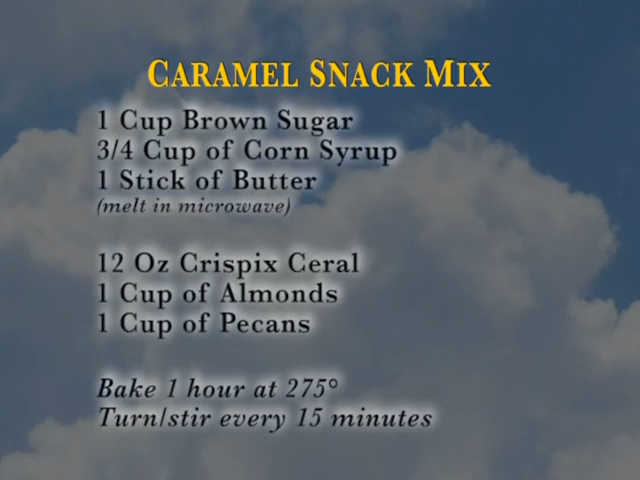 CARAMEL SNACK MIX
1 Cup Brown Sugar
3/4 Cup of Corn Syrup
1 Stick of Butter
(melt in microwave)
12 Oz Crispix Ceral
1 Cup of Almonds
1 Cup of Pecans
Bake 1 hour at 275°
Turn/stir every 15 minutes